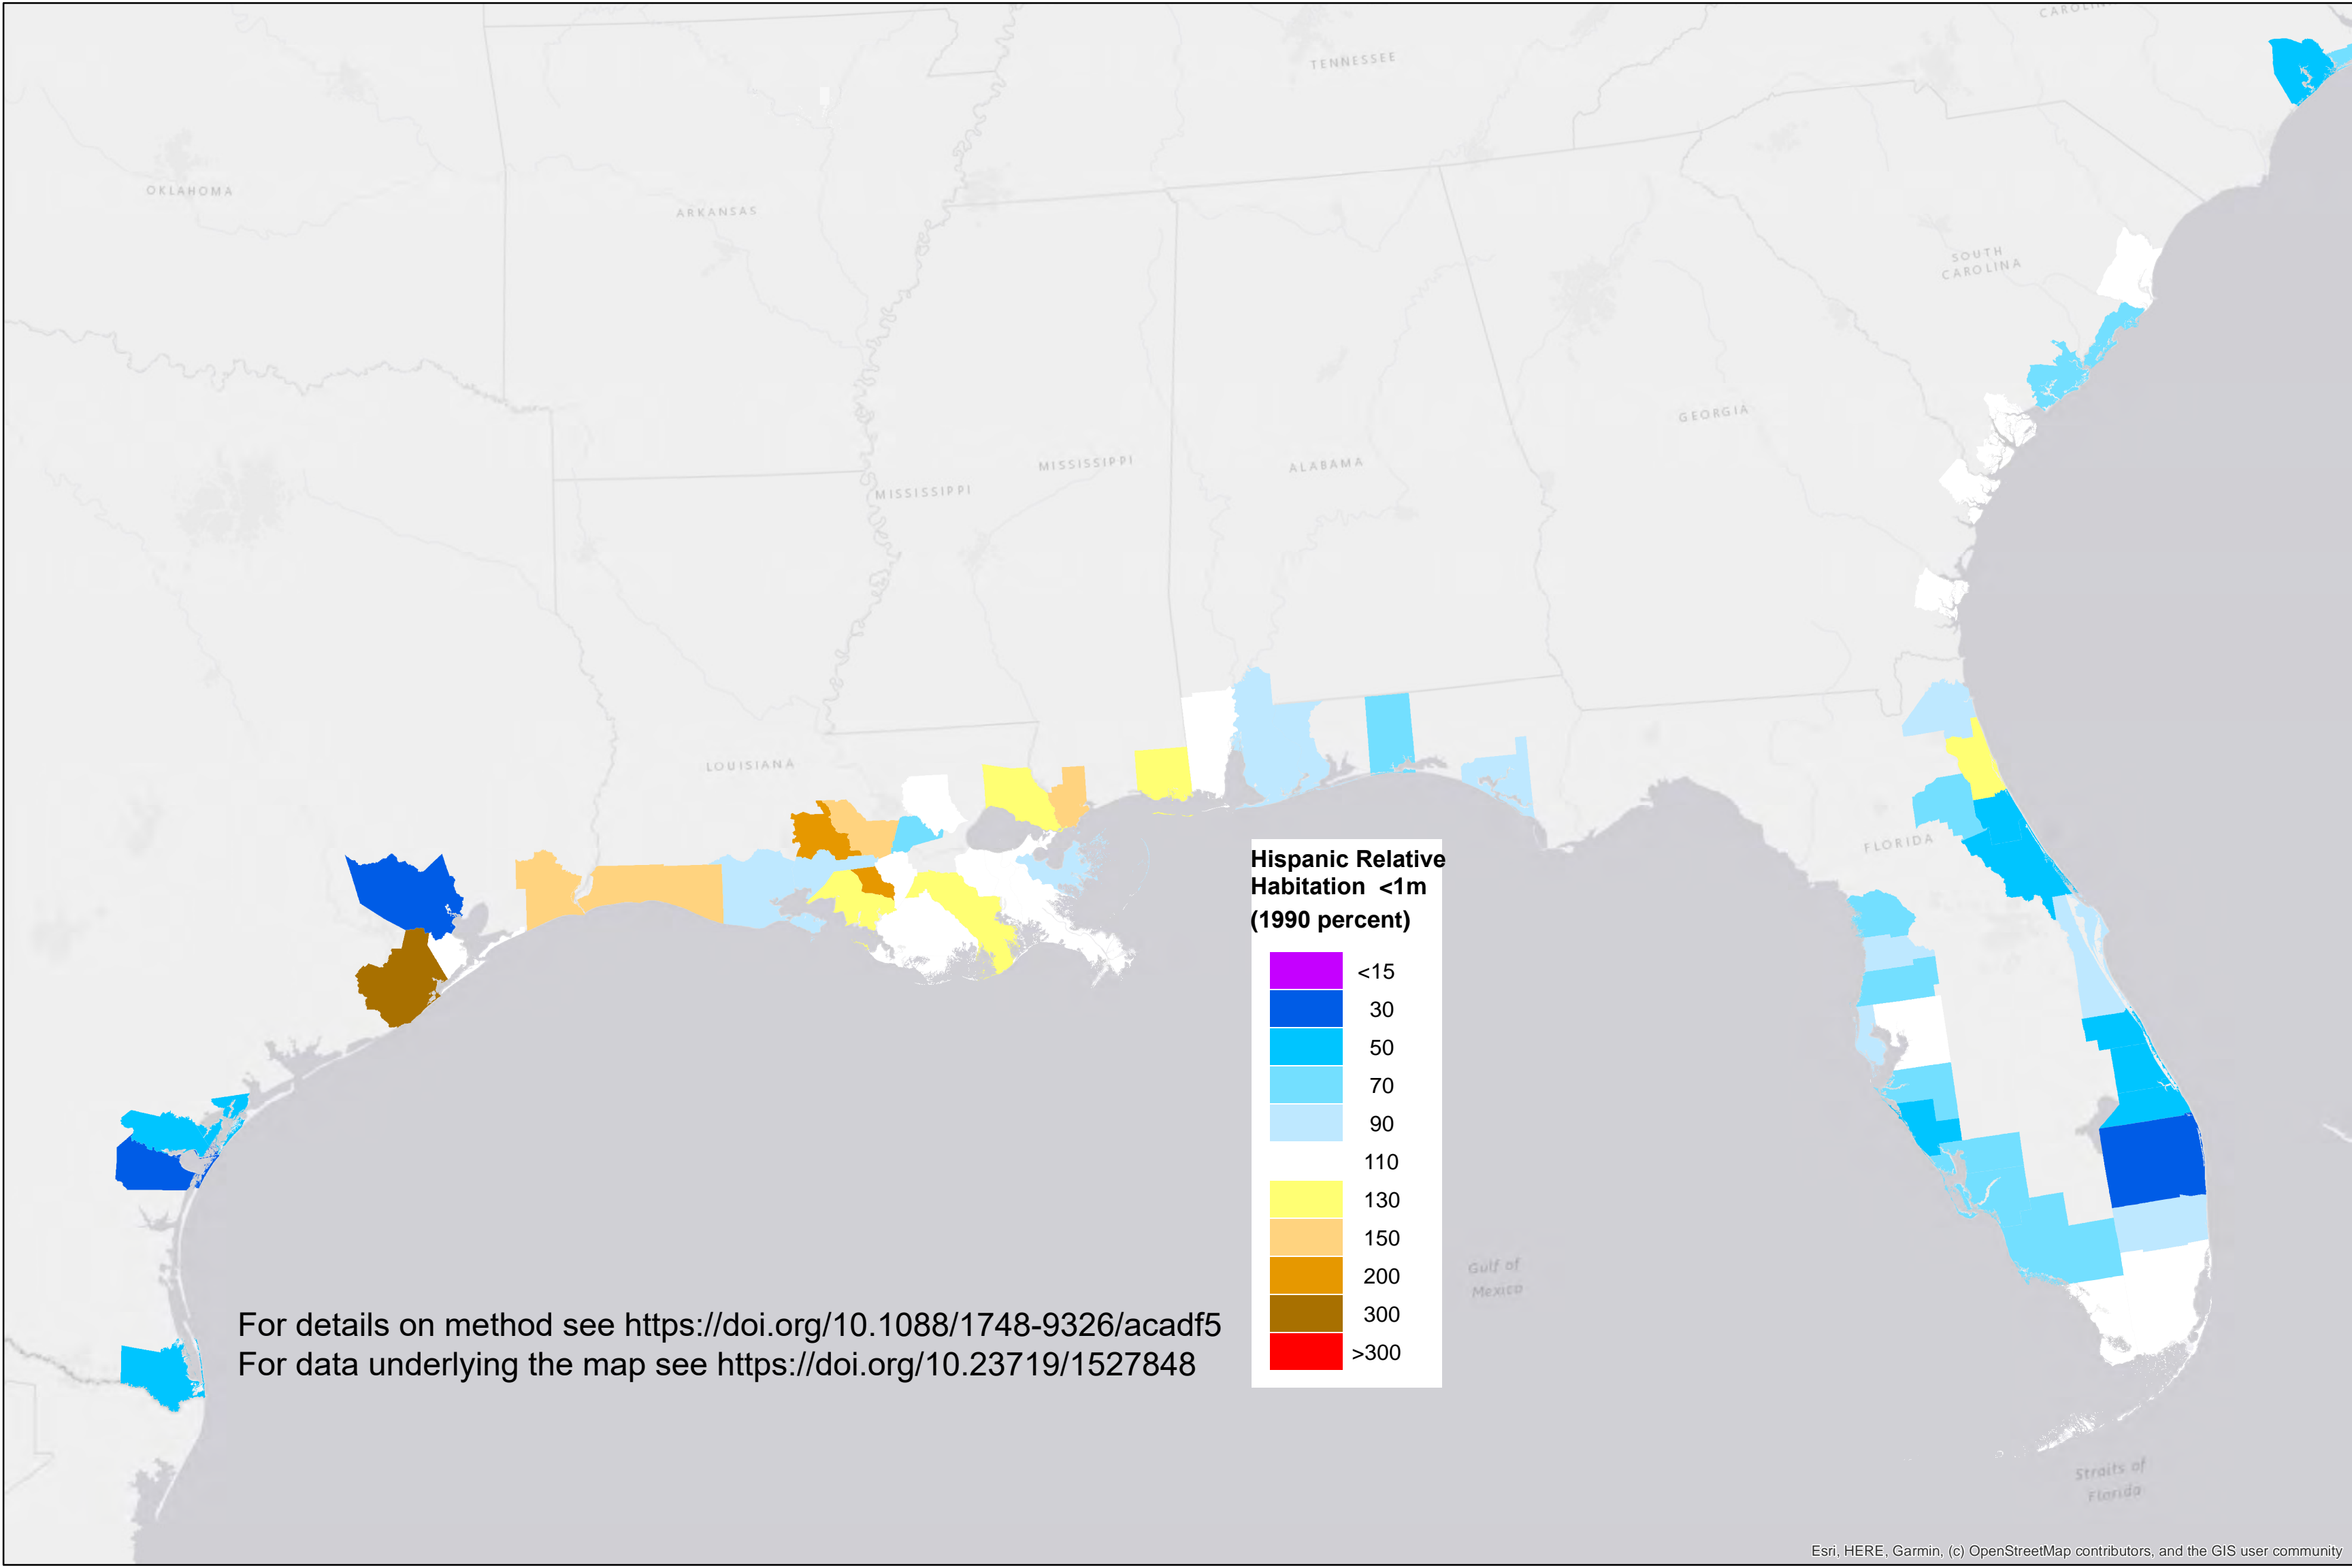 CAROLINA
TENNESSEE
OKLAHOMA
ARKANSAS
SOUTH
CAROLINA
GEORGIA
MISSISSIPPI
ALABAMA
MISSISSIPPI
LOUISIANA
FLORIDA
Hispanic Relative
Habitation <1m
(1990 percent)
<15
30
50
70
90
110
130
150
200
300
>300
Gulf of
Mexico
For details on method see https://doi.org/10.1088/1748-9326/acadf5
For data underlying the map see https://doi.org/10.23719/1527848
Straits of
Florida
Esri, HERE, Garmin, (c) OpenStreetMap contributors, and the GIS user community